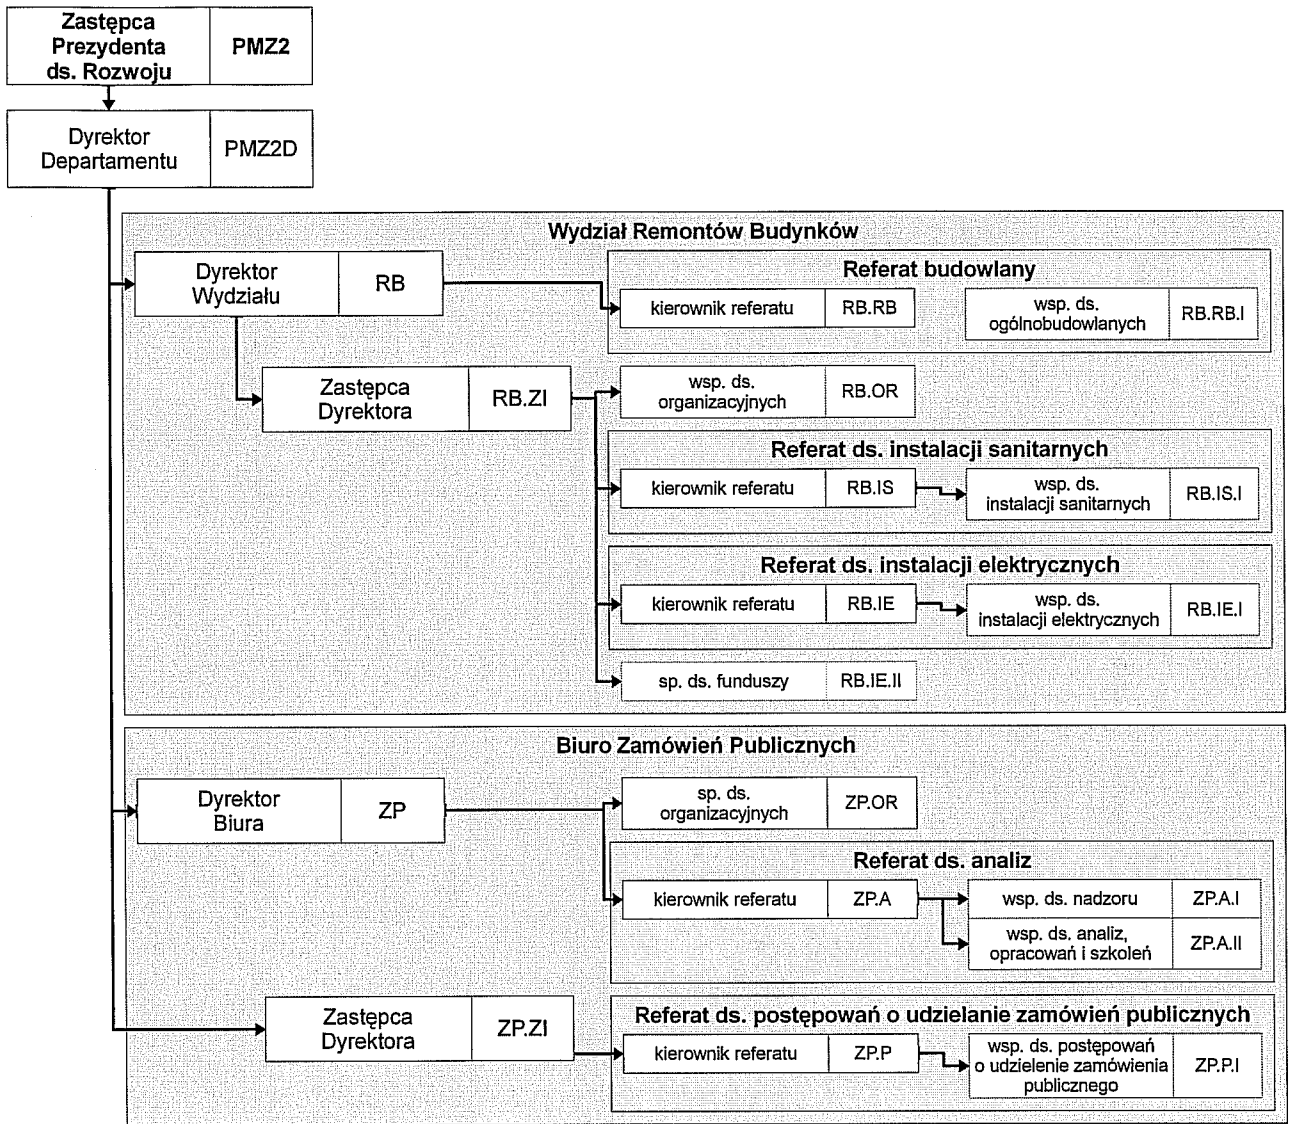 Zastępca
Prezydenta
ds. Rozwoju
PMZ2
Dyrektor
Departamentu
PMZ2D
Wydział Remontów Budynków
Dyrektor
Wydziału
RB
Referat budowlany
kierownik referatu
RB.RB
wsp. ds.
ogólnobudowlanych
RB.RB.I
Zastępca
Dyrektora
RB.ZI
wsp. ds.
organizacyjnych
RB.OR
Referat ds. instalacji sanitarnych
kierownik referatu
RB.IS
wsp. ds.
instalacji sanitarnych
RB.IS.I
Referat ds. instalacji elektrycznych
kierownik referatu
RB.IE
wsp. ds.
instalacji elektrycznych
RB.IE.I
sp. ds. funduszy
RB.IE.II
Biuro Zamówień Publicznych
Dyrektor
Biura
ZP
sp. ds.
organizacyjnych
ZP.OR
Referat ds. analiz
kierownik referatu
ZP.A
wsp. ds. nadzoru
ZP.A.I
wsp. ds. analiz,
opracowań i szkoleń
ZP.A.II
Zastępca
Dyrektora
ZP.ZI
Referat ds. postępowań o udzielanie zamówień publicznych
kierownik referatu
ZP.P
wsp. ds. postępowań
o udzielenie zamówienia
publicznego
ZP.P.I